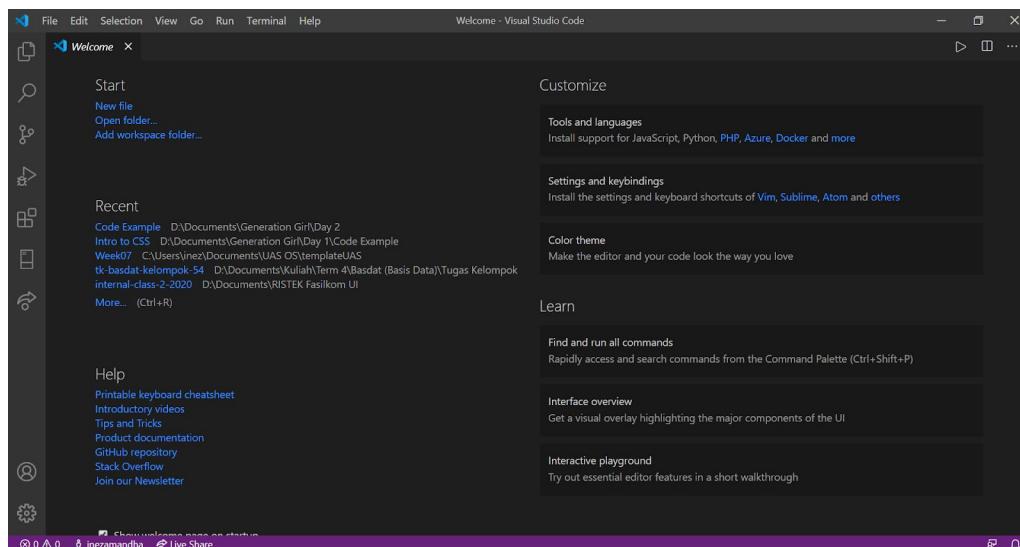 File Edit Selection View Go Run Terminal Help Welcome - Visual Studio Code
Welcome
Start
New file
Open folder...
Add workspace folder...
Recent
Code Example D:\Documents\Generation Girl\Day 2
Intro to CSS D:\Documents\Generation Girl\Day 1\Code Example
Week07 C:\Users\inez\Documents\UAS OS\templateUAS
tk-basdat-kelompok-54 D:\Documents\Kuliah\Term 4\Basdat (Basis Data)\Tugas Kelompok
internal-class-2-2020 D:\Documents\RISTEK Fasilkom UI
More... (Ctrl+R)
Help
Printable keyboard cheatsheet
Introductory videos
Tips and Tricks
Product documentation
GitHub repository
Stack Overflow
Join our Newsletter
Show welcome page on startup
Customize
Tools and languages
Install support for JavaScript, Python, PHP, Azure, Docker and more
Settings and keybindings
Install the settings and keyboard shortcuts of Vim, Sublime, Atom and others
Color theme
Make the editor and your code look the way you love
Learn
Find and run all commands
Rapidly access and search commands from the Command Palette (Ctrl+Shift+P)
Interface overview
Get a visual overlay highlighting the major components of the UI
Interactive playground
Try out essential editor features in a short walkthrough
0 0 inezamandha Live Share